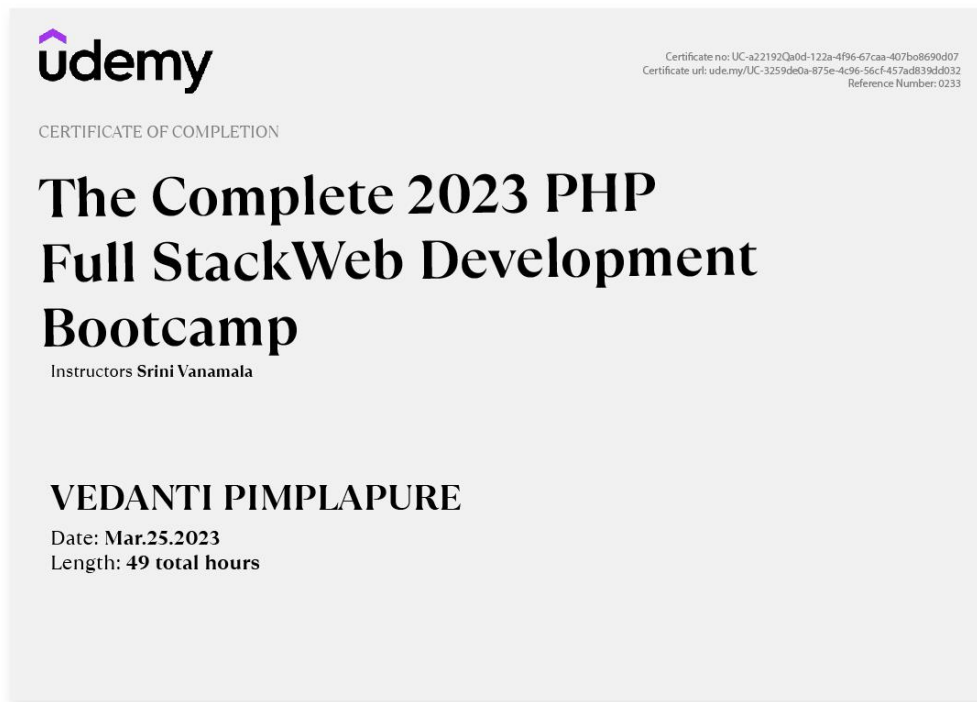 udemy
Certificate no: UC-a22192Qa0d-122a-4f96-67caa-407bo8690d07
Certificate url: ude.my/UC-3259de0a-875e-4c96-56cf-457ad839dd032
Reference Number: 0233
CERTIFICATE OF COMPLETION
The Complete 2023 PHP
Full StackWeb Development
Bootcamp
Instructors Srini Vanamala
VEDANTI PIMPLAPURE
Date: Mar.25.2023
Length: 49 total hours